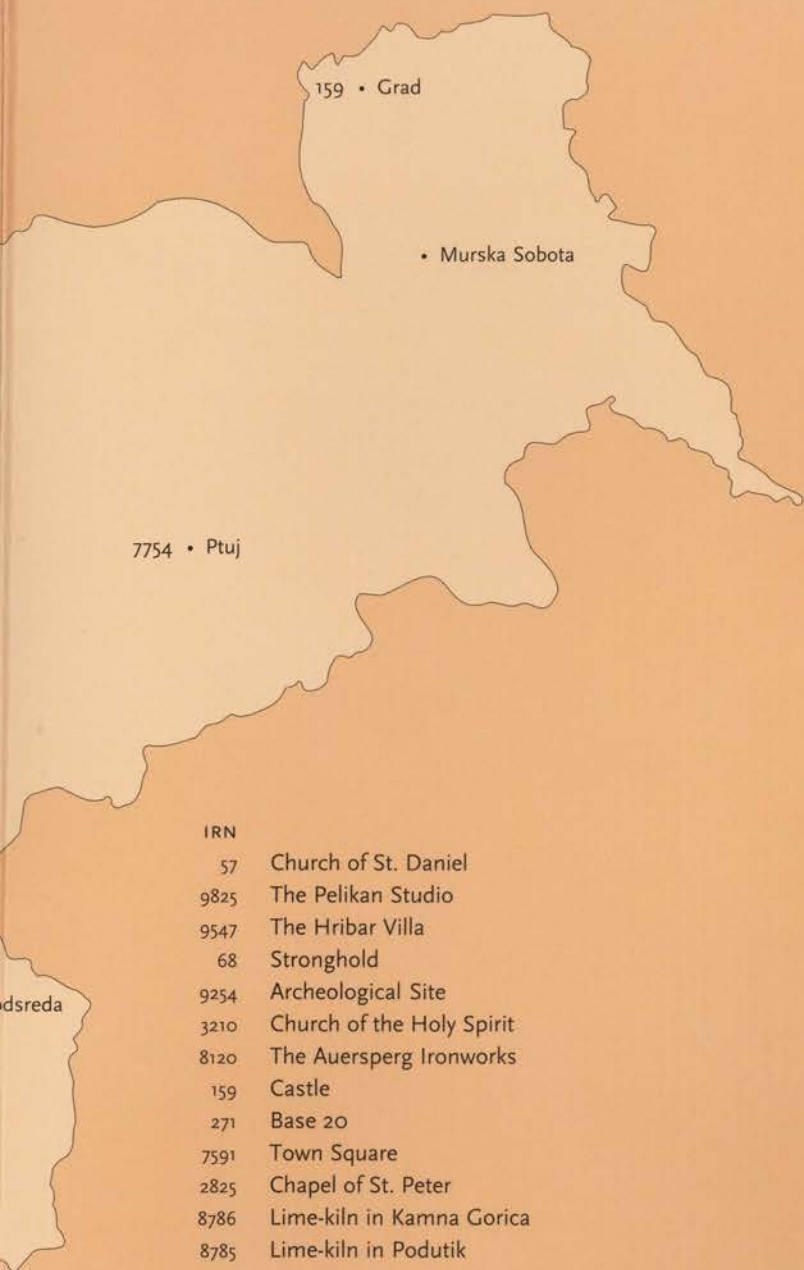 159 • Grad
• Murska Sobota
7754 • Ptuj
IRN
57 Church of St. Daniel
9825 The Pelikan Studio
9547 The Hribar Villa
68 Stronghold
9254 Archeological Site
3210 Church of the Holy Spirit
8120 The Auersperg Ironworks
dsreda
159 Castle
271 Base 20
7591 Town Square
2825 Chapel of St. Peter
8786 Lime-kiln in Kamna Gorica
8785 Lime-kiln in Podutik